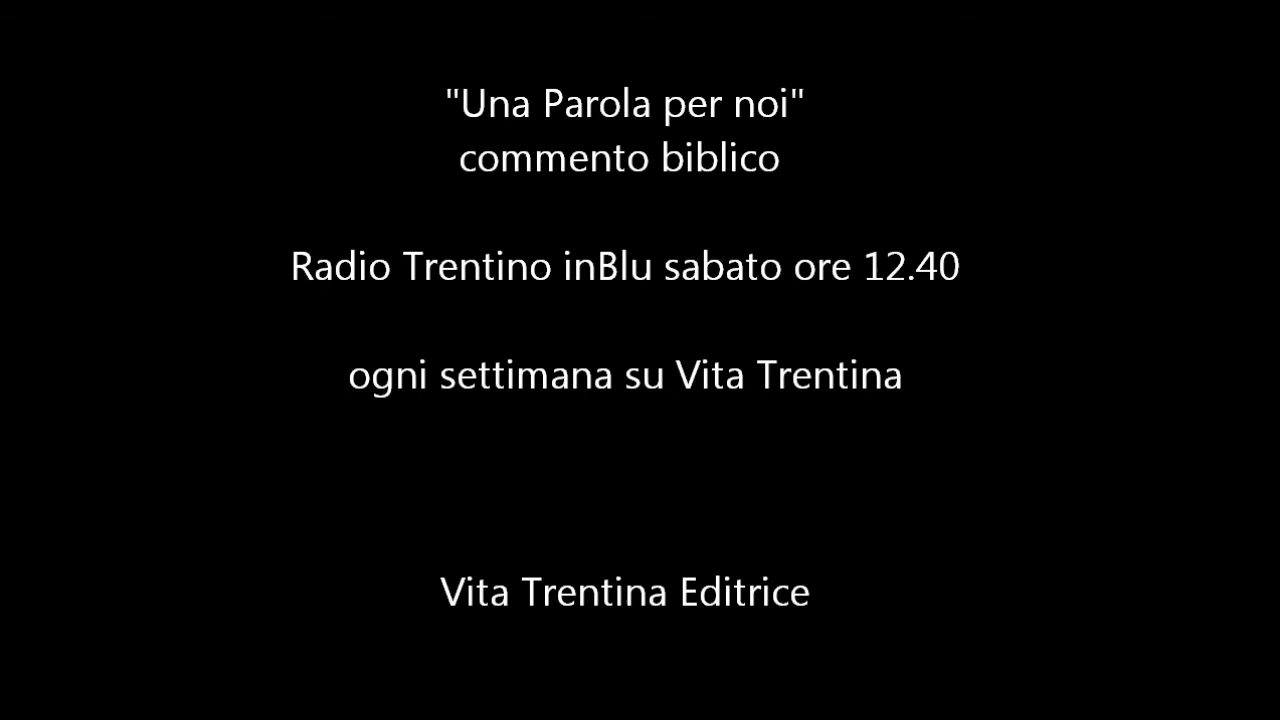 "Una Parola per noi"
commento biblico
Radio Trentino inBlu sabato ore 12.40
ogni settimana su Vita Trentina
Vita Trentina Editrice